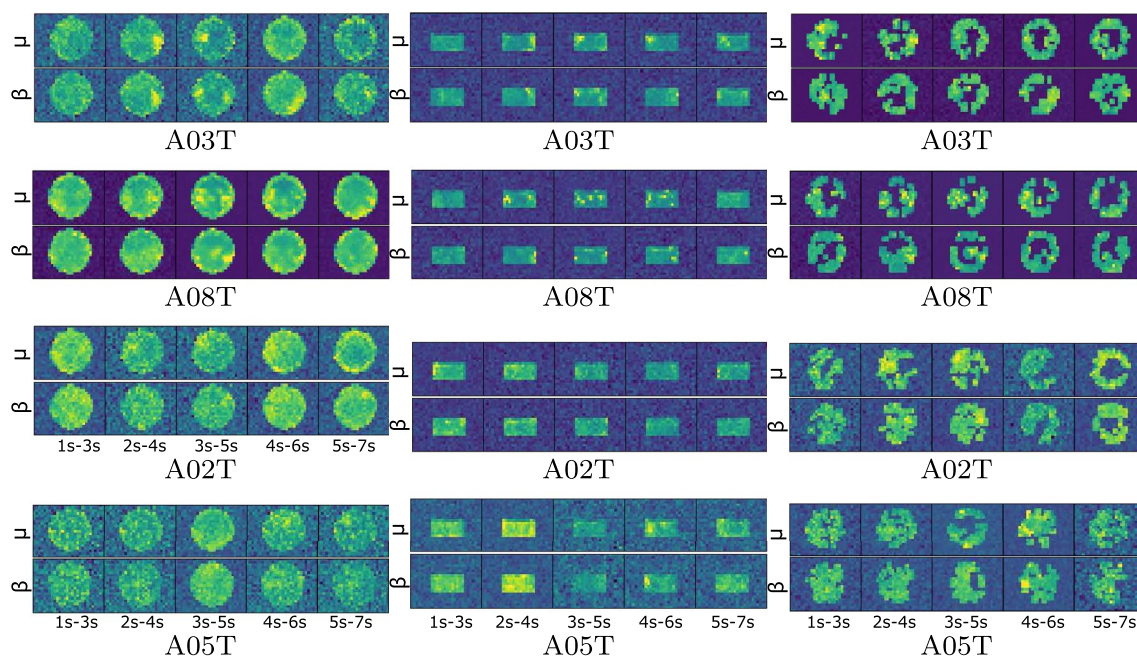 μ μ μ
β β β
A03T A03T A03T
μ μ μ
β β β
A08T A08T A08T
μ μ μ
β β β
1s-3s 2s-4s 3s-5s 4s-6s 5s-7s
A02T A02T A02T
μ μ μ
β β β
1s-3s 2s-4s 3s-5s 4s-6s 5s-7s 1s-3s 2s-4s 3s-5s 4s-6s 5s-7s 1s-3s 2s-4s 3s-5s 4s-6s 5s-7s
A05T A05T A05T